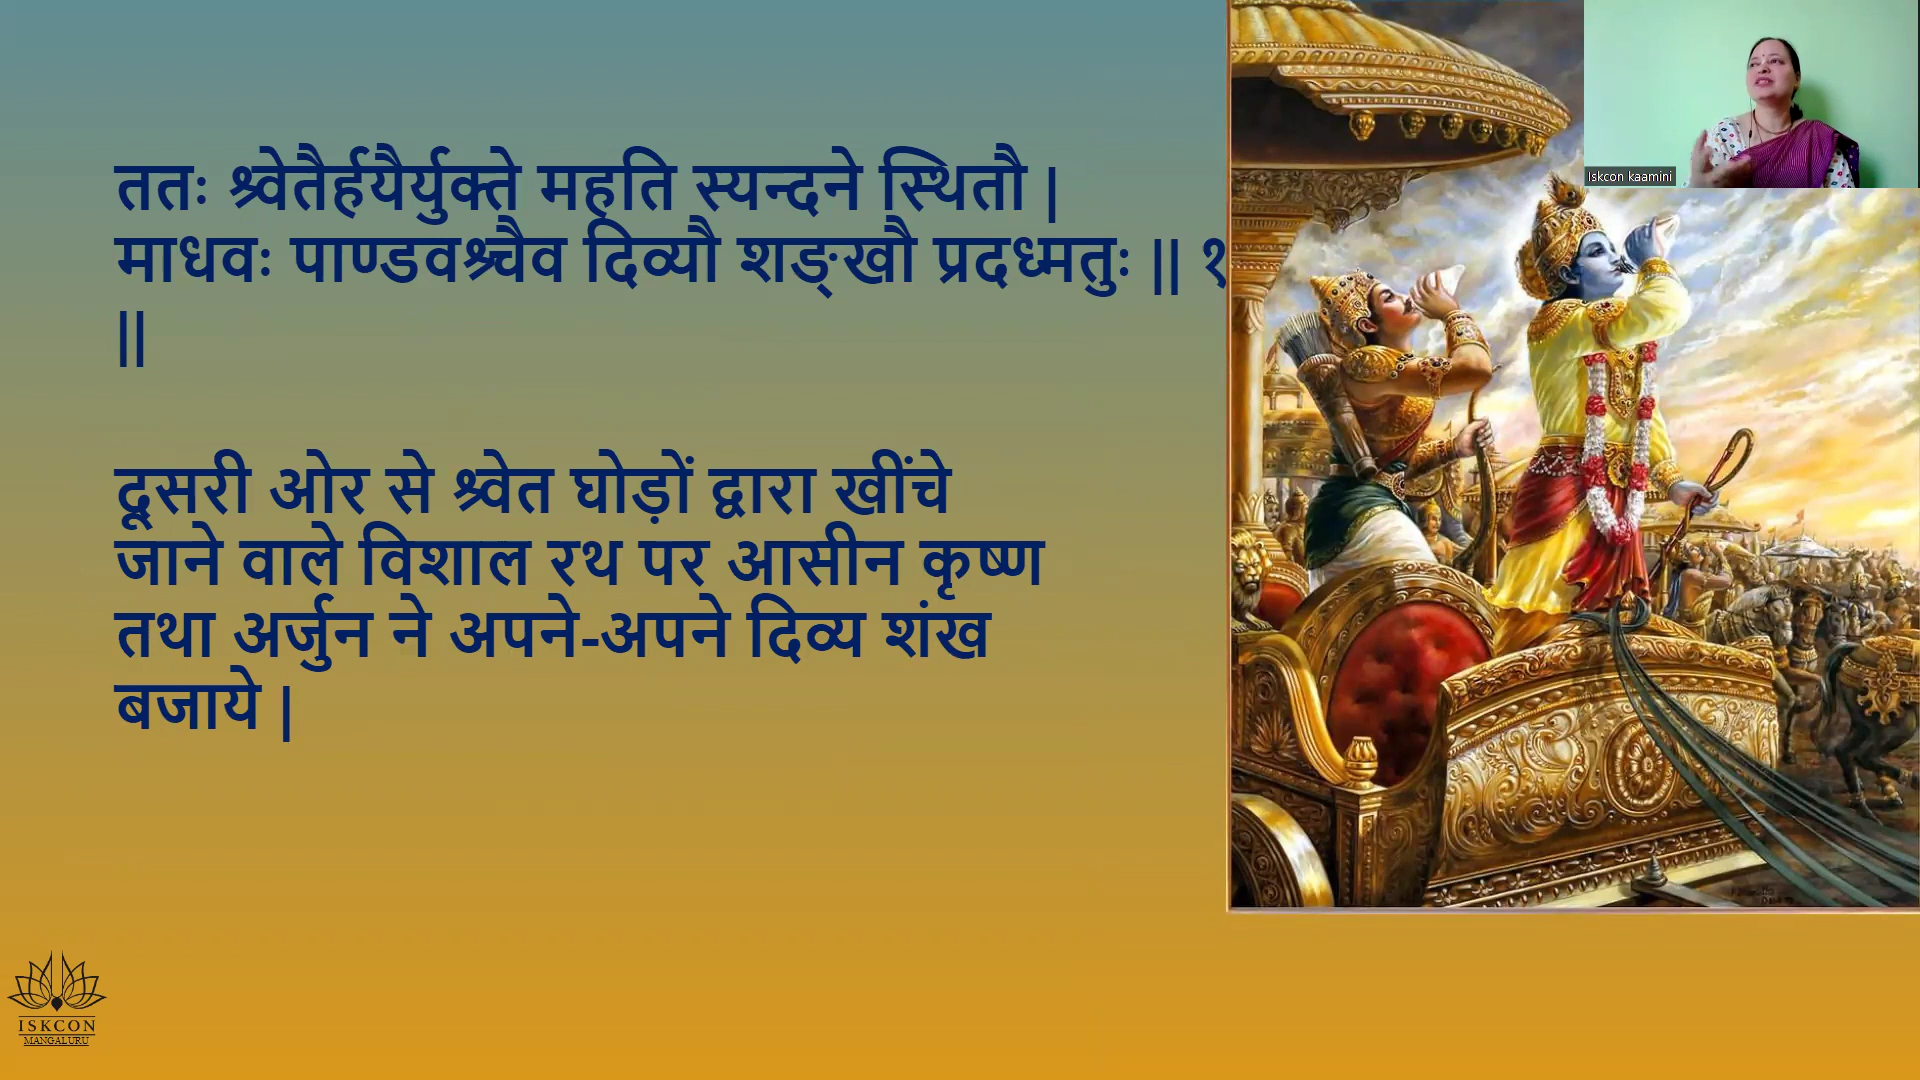 ततः श्र्वेतैर्हयैर्युक्ते महति स्यन्दने स्थितौ |
माधवः पाण्डवश्र्चैव दिव्यौ शङ्खौ प्रदध्मतुः || १
||
दूसरी ओर से श्र्वेत घोड़ों द्वारा खींचे
जाने वाले विशाल रथ पर आसीन कृष्ण
तथा अर्जुन ने अपने-अपने दिव्य शंख
बजाये |
Iskcon kaamini
ISKCON
MANGALURU